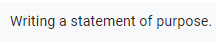 Writing a statement of purpose.